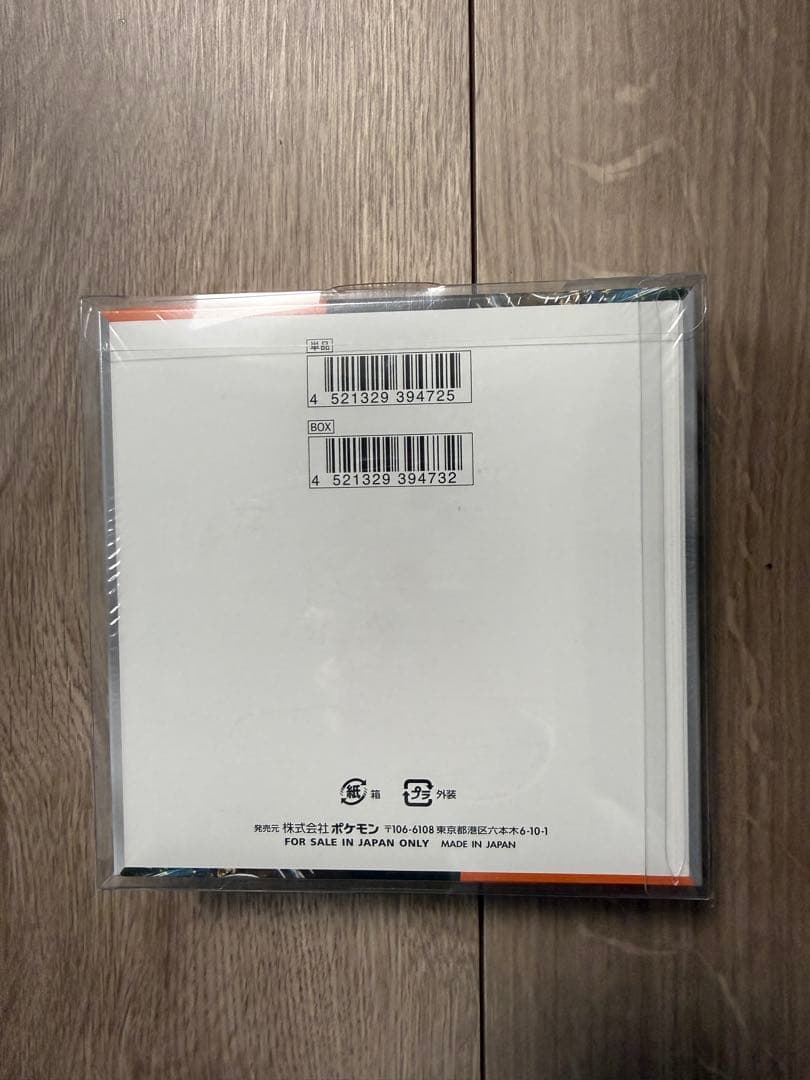 単品
4 521329 394725
BOX
4 521329 394732
紙 箱 プラ 外装
発売元 株式会社ポケモン 〒106-6108 東京都港区六本木6-10-1
FOR SALE IN JAPAN ONLY MADE IN JAPAN